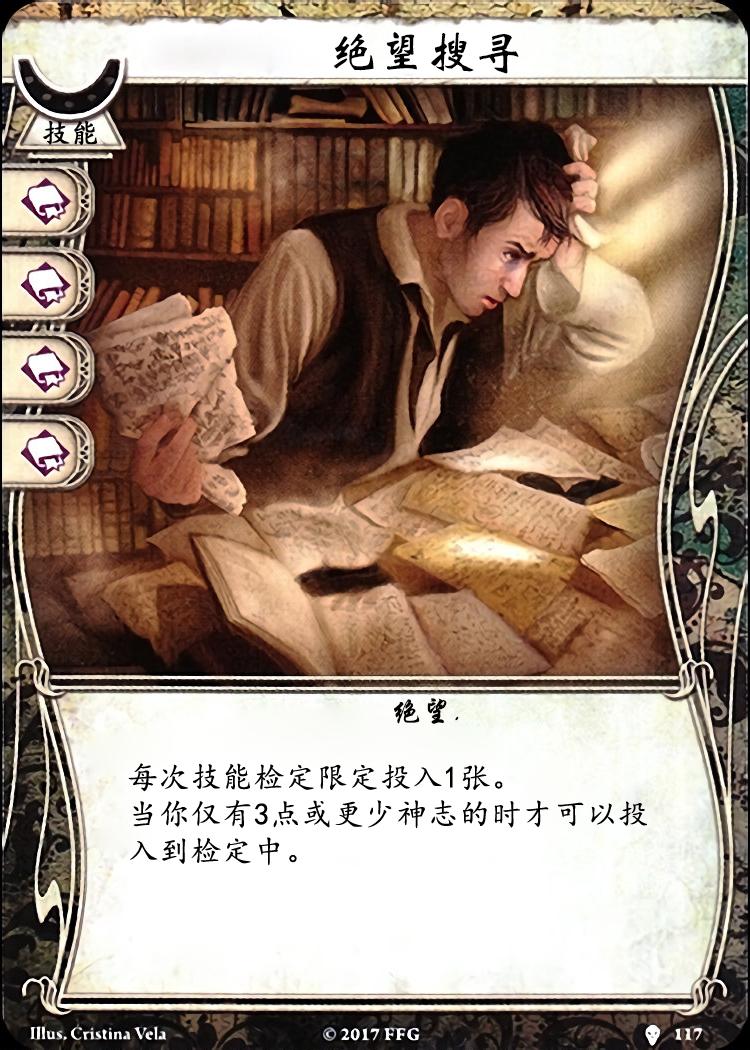 绝望搜寻
技能
绝望.
每次技能检定限定投入1张。
当你仅有3点或更少神志的时才可以投
入到检定中。
Illus. Cristina Vela
© 2017 FFG
117